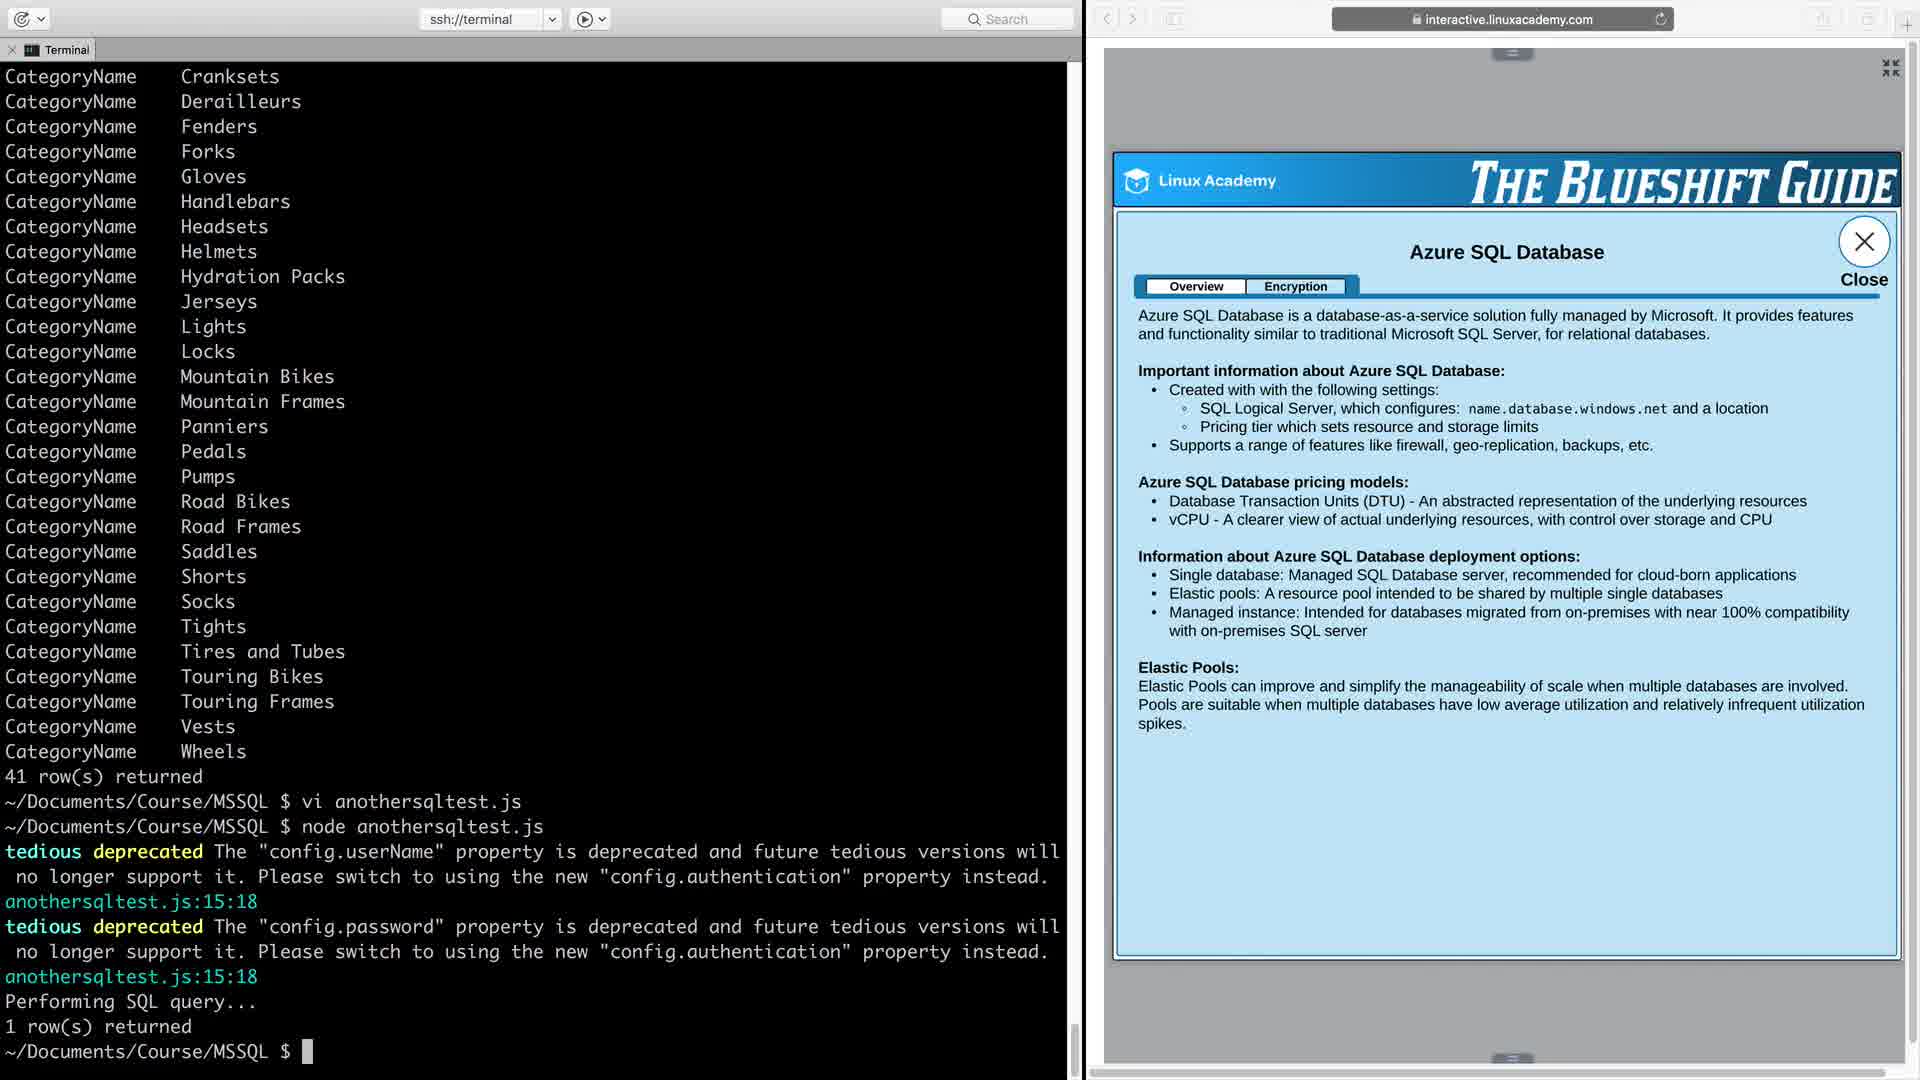 ssh://terminal
Search
Terminal
CategoryName    Cranksets
CategoryName    Derailleurs
CategoryName    Fenders
CategoryName    Forks
CategoryName    Gloves
CategoryName    Handlebars
CategoryName    Headsets
CategoryName    Helmets
CategoryName    Hydration Packs
CategoryName    Jerseys
CategoryName    Lights
CategoryName    Locks
CategoryName    Mountain Bikes
CategoryName    Mountain Frames
CategoryName    Panniers
CategoryName    Pedals
CategoryName    Pumps
CategoryName    Road Bikes
CategoryName    Road Frames
CategoryName    Saddles
CategoryName    Shorts
CategoryName    Socks
CategoryName    Tights
CategoryName    Tires and Tubes
CategoryName    Touring Bikes
CategoryName    Touring Frames
CategoryName    Vests
CategoryName    Wheels
41 row(s) returned
~/Documents/Course/MSSQL $ vi anothersqltest.js
~/Documents/Course/MSSQL $ node anothersqltest.js
tedious deprecated The "config.userName" property is deprecated and future tedious versions will
no longer support it. Please switch to using the new "config.authentication" property instead.
anothersqltest.js:15:18
tedious deprecated The "config.password" property is deprecated and future tedious versions will
no longer support it. Please switch to using the new "config.authentication" property instead.
anothersqltest.js:15:18
Performing SQL query...
1 row(s) returned
~/Documents/Course/MSSQL $
interactive.linuxacademy.com
Linux Academy
THE BLUESHIFT GUIDE
Azure SQL Database
Close
Overview
Encryption
Azure SQL Database is a database-as-a-service solution fully managed by Microsoft. It provides features
and functionality similar to traditional Microsoft SQL Server, for relational databases.
Important information about Azure SQL Database:
• Created with with the following settings:
◦ SQL Logical Server, which configures: name.database.windows.net and a location
◦ Pricing tier which sets resource and storage limits
• Supports a range of features like firewall, geo-replication, backups, etc.
Azure SQL Database pricing models:
• Database Transaction Units (DTU) - An abstracted representation of the underlying resources
• vCPU - A clearer view of actual underlying resources, with control over storage and CPU
Information about Azure SQL Database deployment options:
• Single database: Managed SQL Database server, recommended for cloud-born applications
• Elastic pools: A resource pool intended to be shared by multiple single databases
• Managed instance: Intended for databases migrated from on-premises with near 100% compatibility
with on-premises SQL server
Elastic Pools:
Elastic Pools can improve and simplify the manageability of scale when multiple databases are involved.
Pools are suitable when multiple databases have low average utilization and relatively infrequent utilization
spikes.